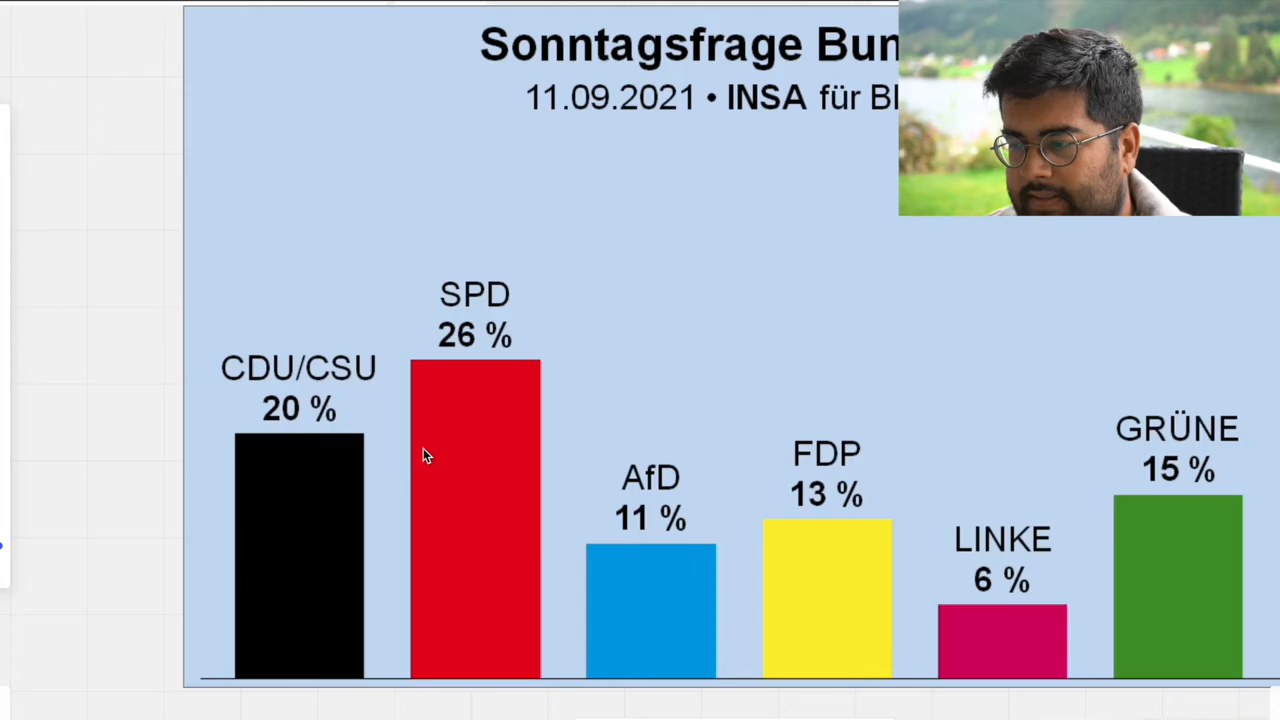 Sonntagsfrage Bun
11.09.2021 • INSA für
SPD
26 %
CDU/CSU
20 %
GRÜNE
15 %
FDP
13 %
AfD
11 %
LINKE
6 %